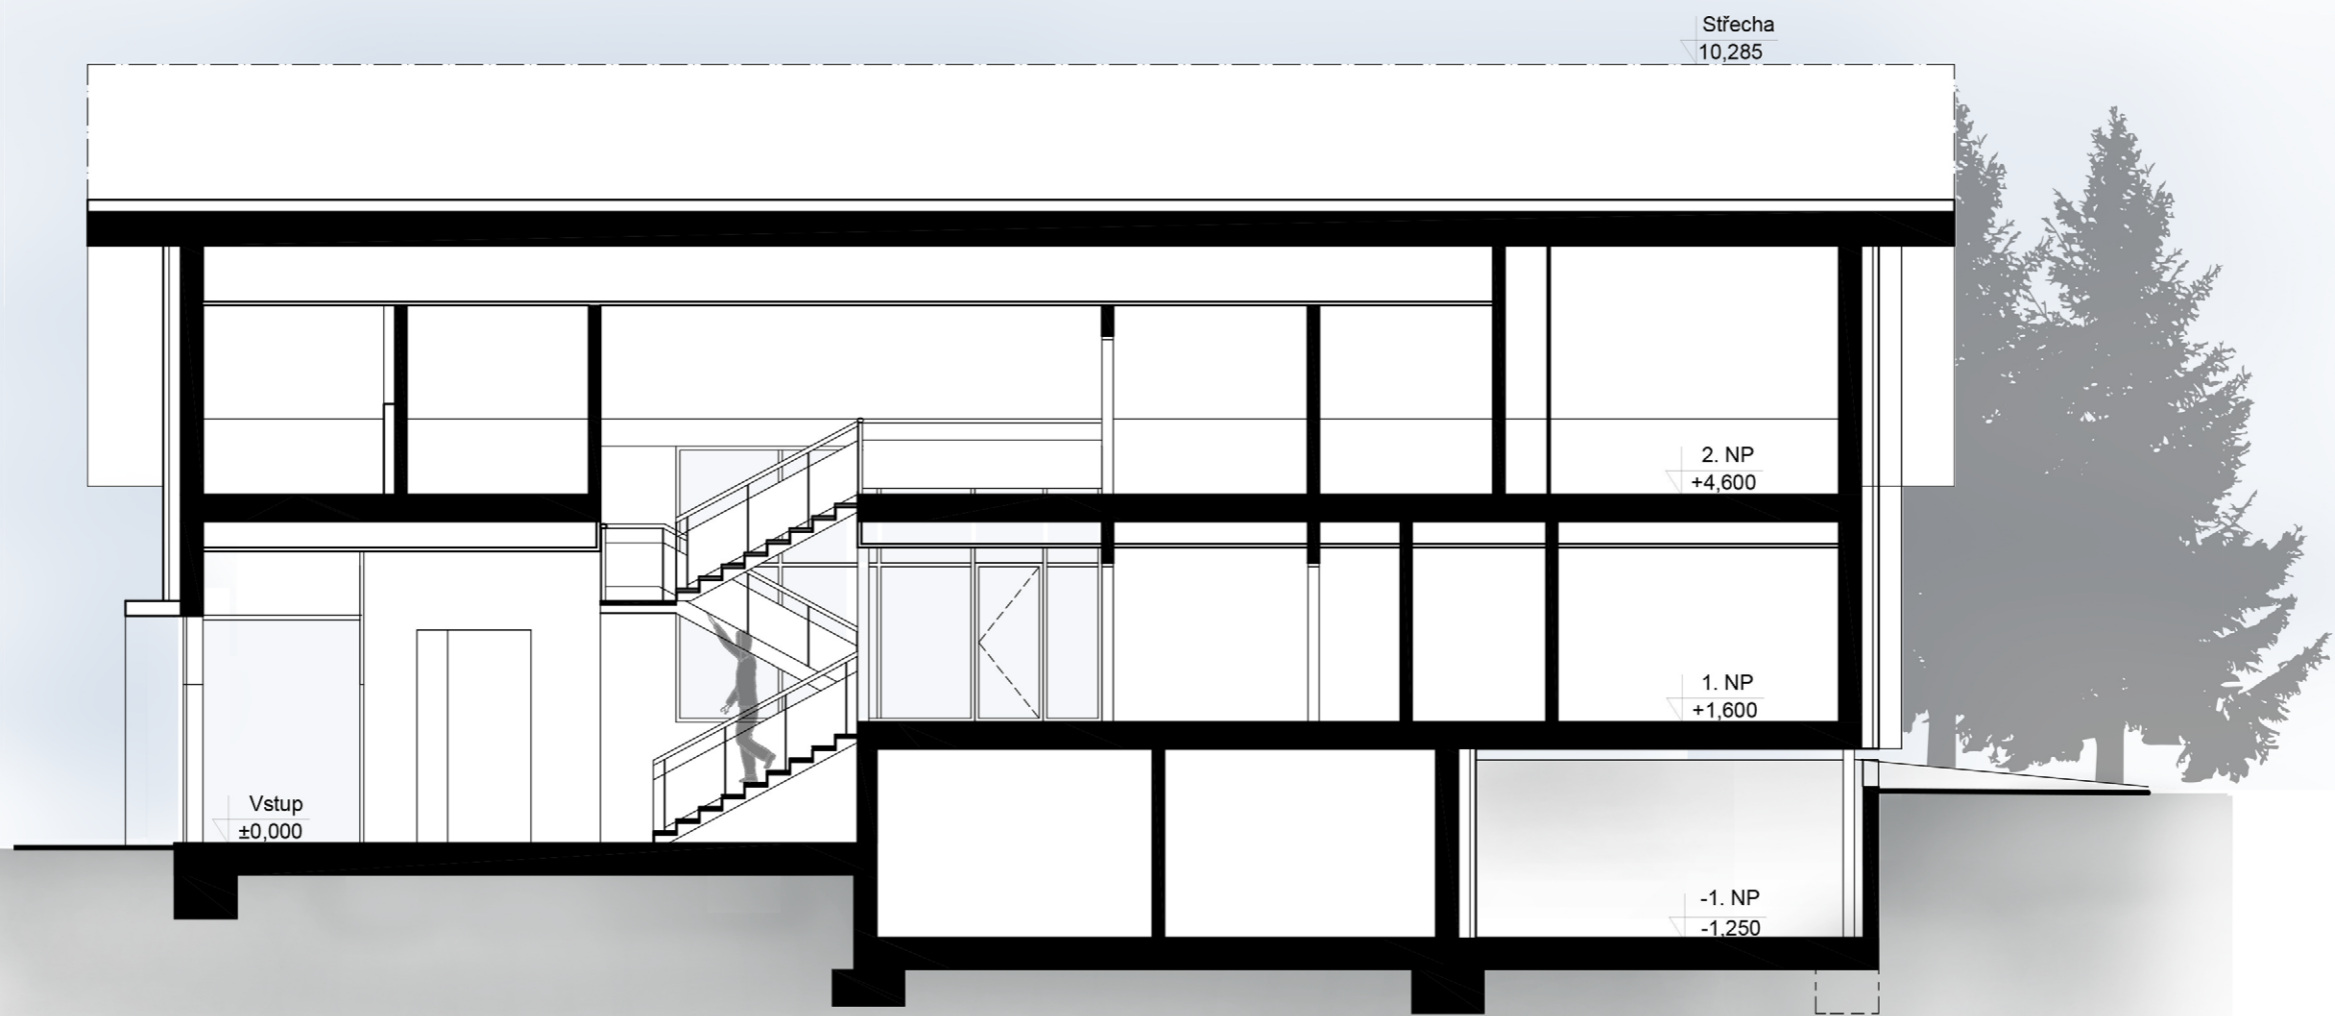 Střecha
10,285
2. NP
+4,600
1. NP
+1,600
Vstup
±0,000
-1. NP
-1,250